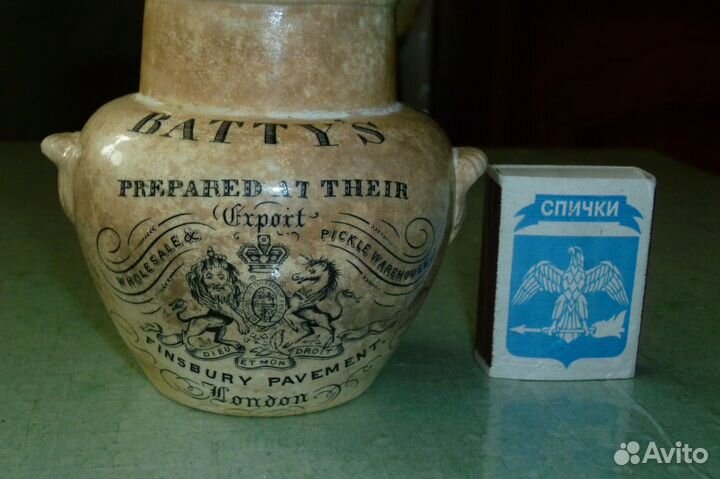 BATTY'S
PREPARED AT THEIR
Export
WHOLESALE & PICKLE WAREHOUSE
DIEU ET MON DROIT
FINSBURY PAVEMENT.
London
СПИЧКИ
Avito